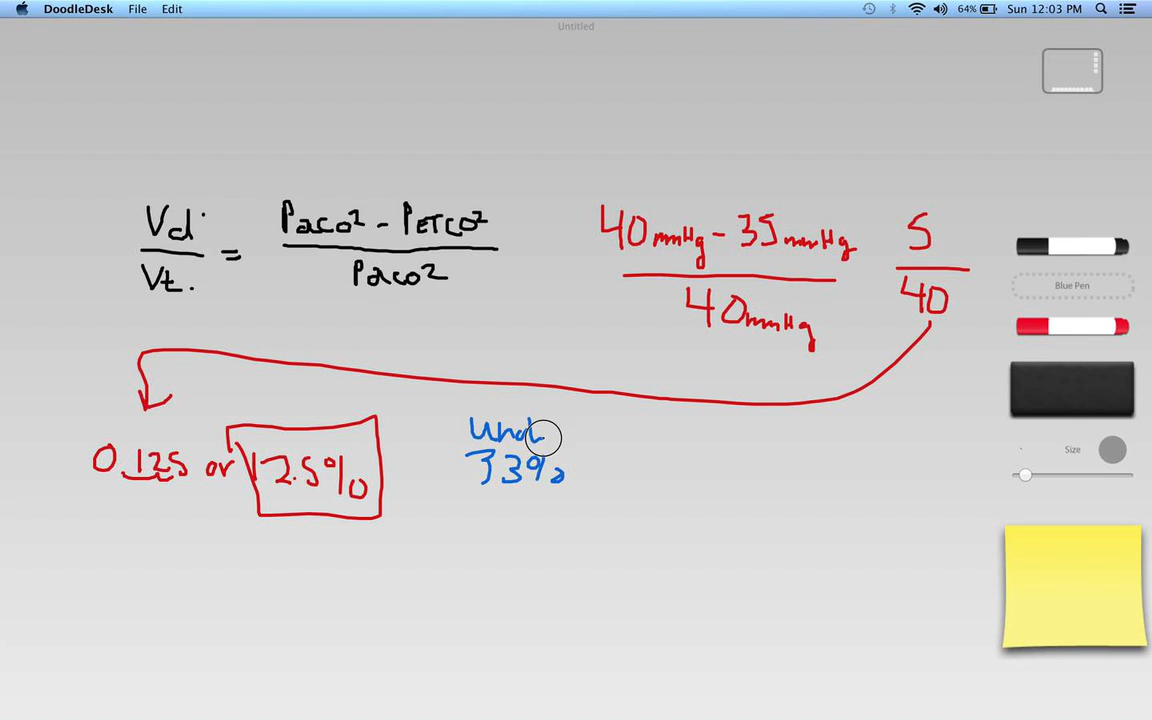 DoodleDesk File Edit 64% Sun 12:03 PM
Untitled
Vd = PaCO2 - PETCO2 40mmHg - 35mmHg 5
Vt. PaCO2 40mmHg 40
Blue Pen
Size
Und
0.125 or 12.5% 33%